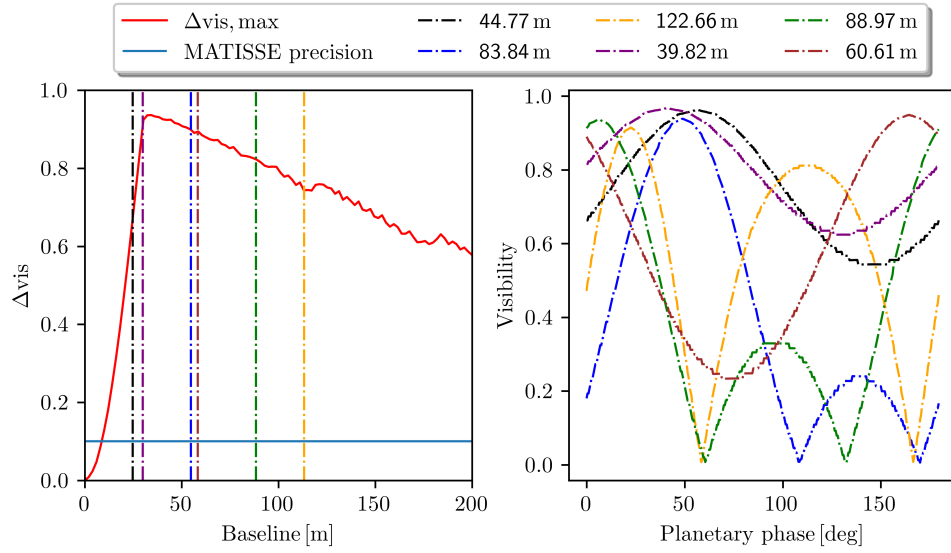 Δvis, max 44.77 m 122.66 m 88.97 m
MATISSE precision 83.84 m 39.82 m 60.61 m
1.0
0.8
0.6
0.4
0.2
0.0
Δvis
0 50 100 150 200
Baseline [m]
1.0
0.8
0.6
0.4
0.2
0.0
Visibility
0 50 100 150
Planetary phase [deg]